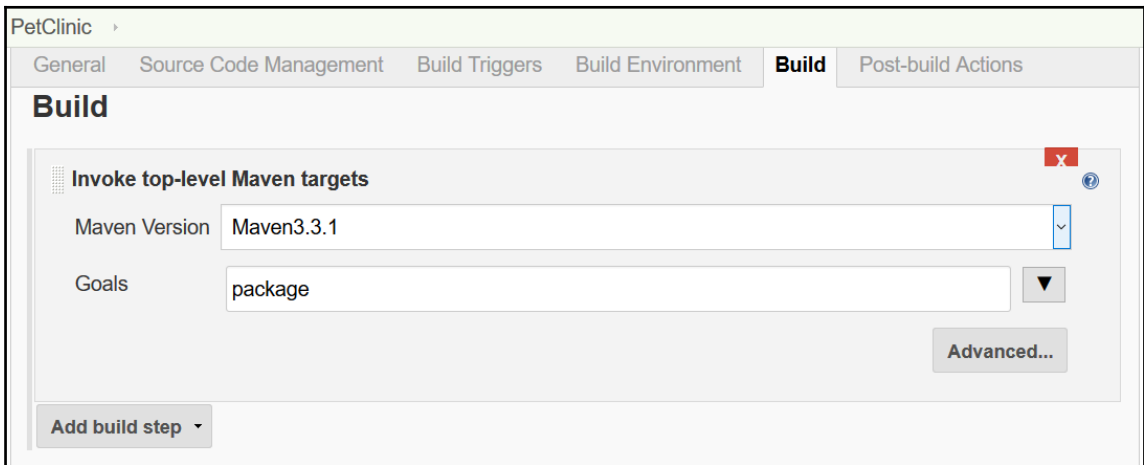 PetClinic
General Source Code Management Build Triggers Build Environment Build Post-build Actions
Build
X
Invoke top-level Maven targets
?
Maven Version Maven3.3.1
Goals package
Advanced...
Add build step